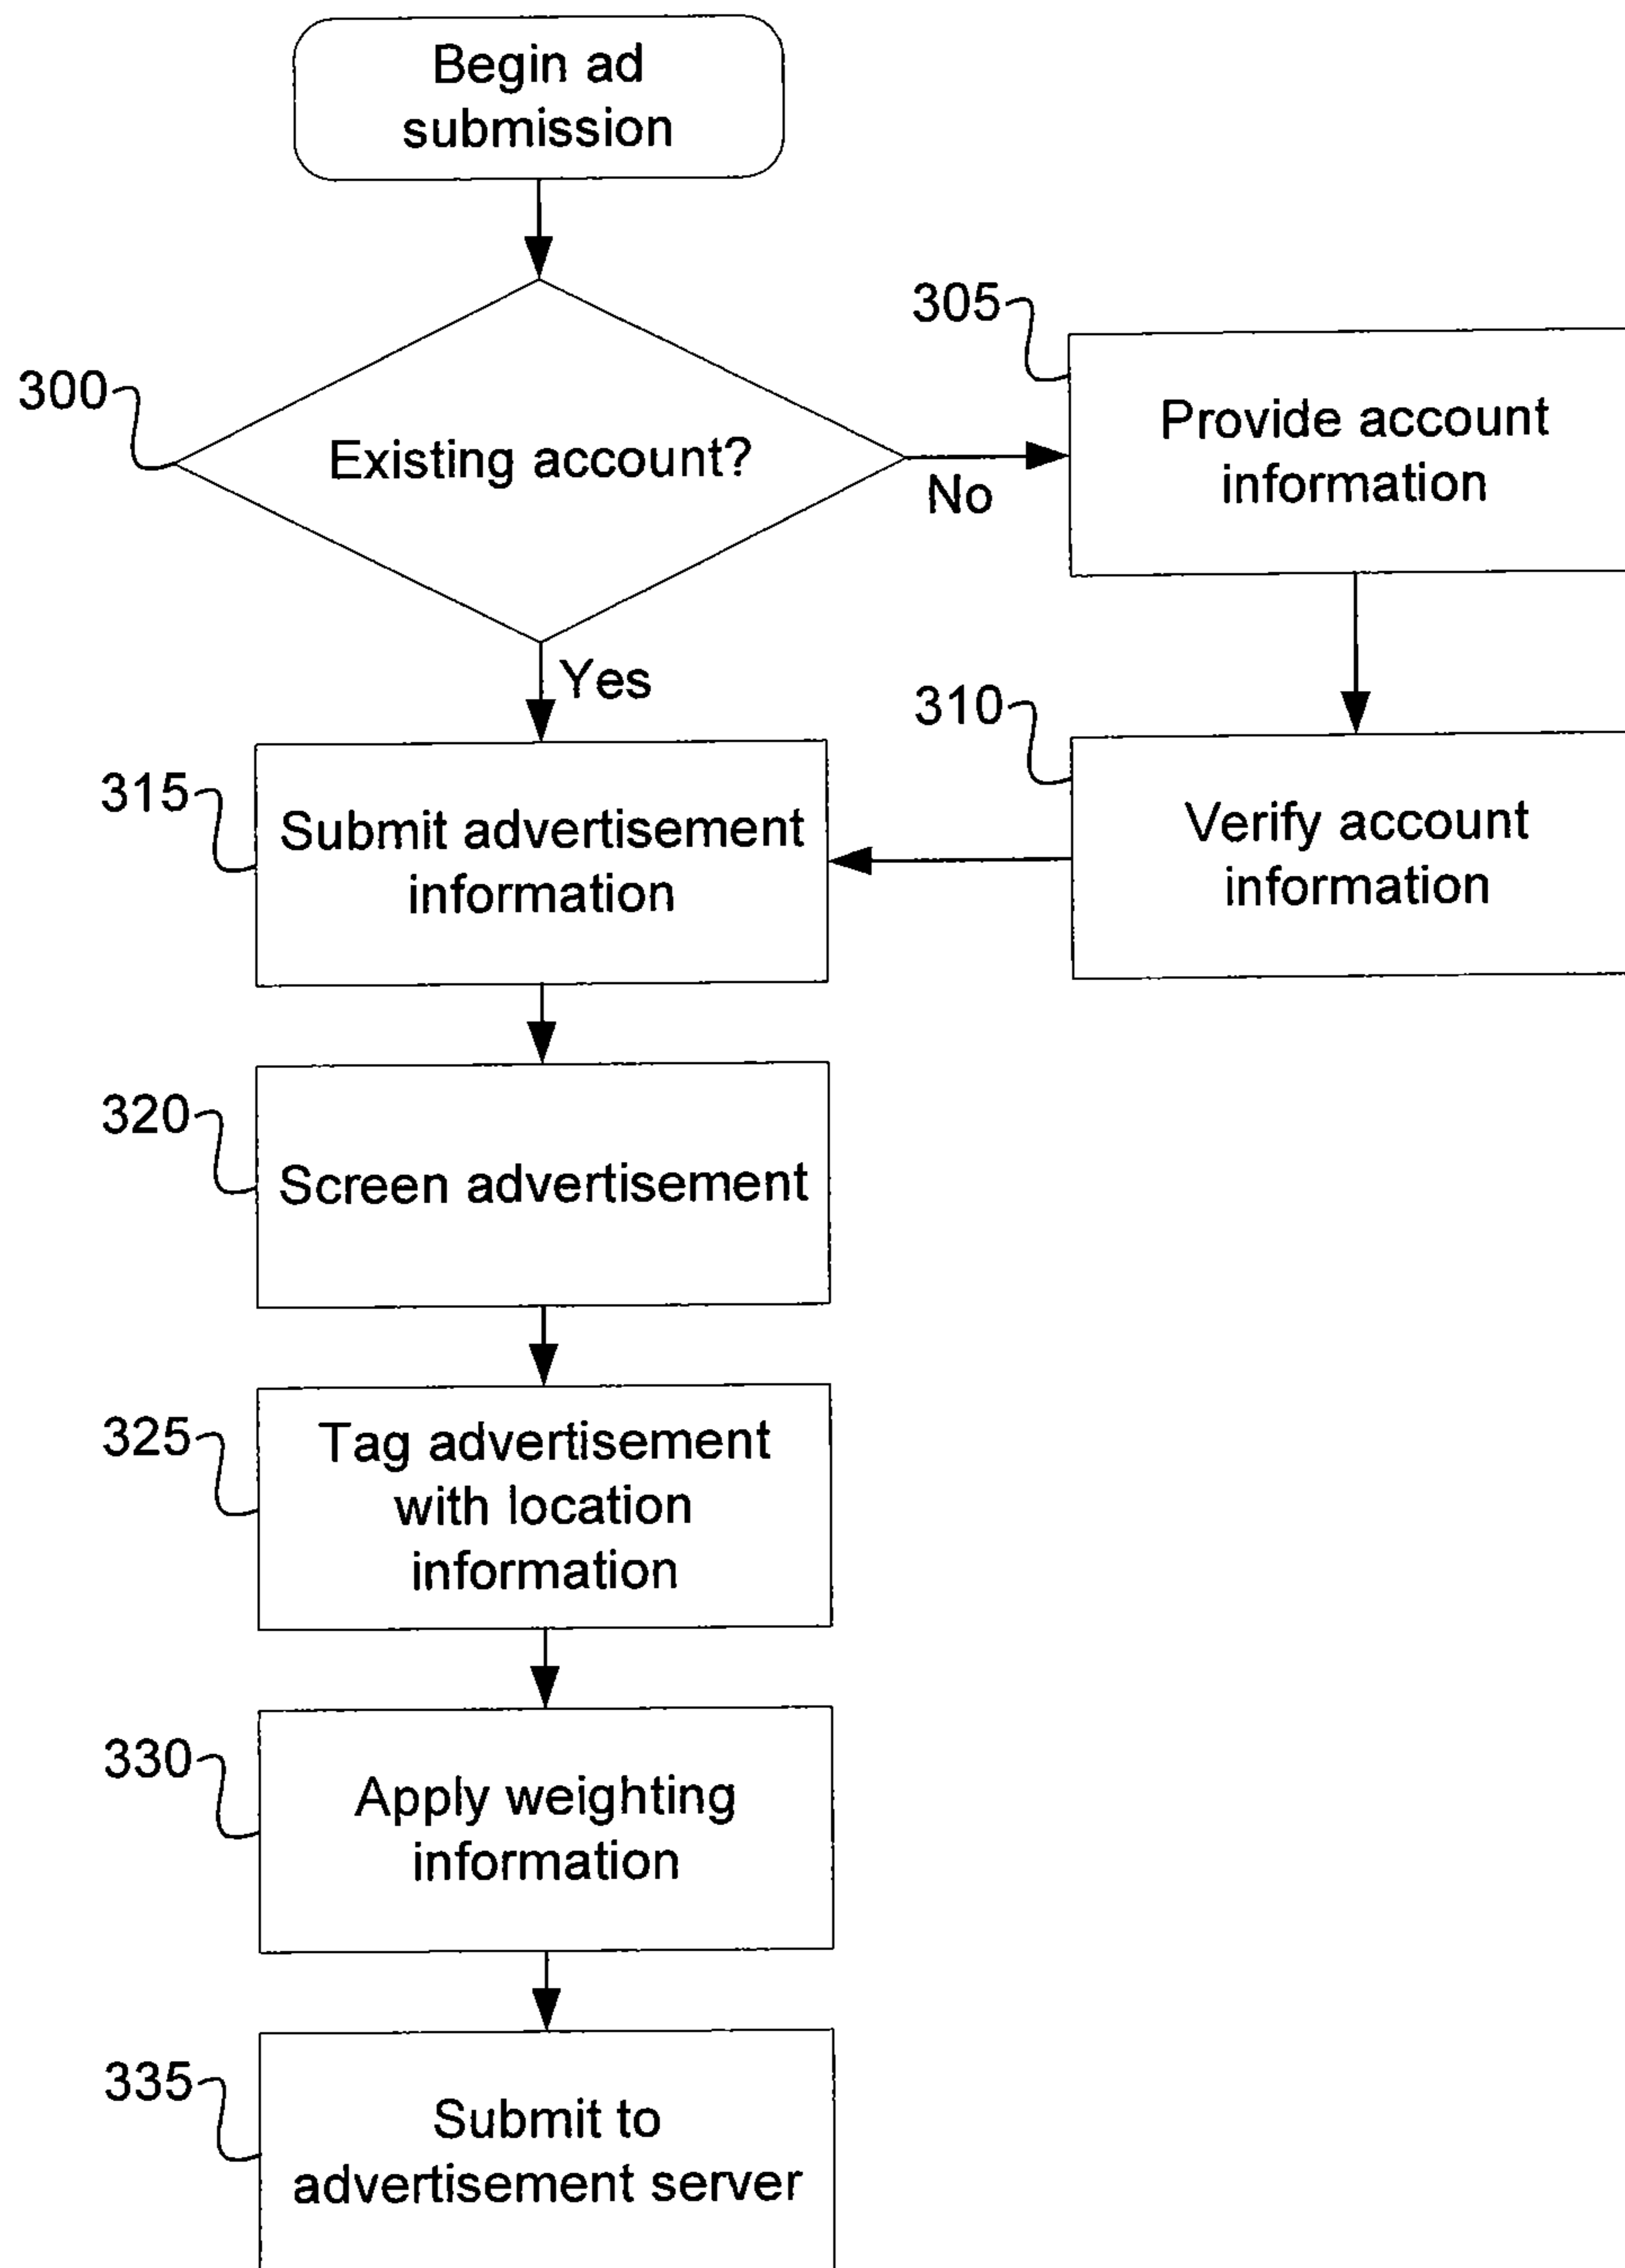 Begin ad
submission
300
Existing account?
No
305
Provide account
information
Yes
310
Verify account
information
315
Submit advertisement
information
320
Screen advertisement
325
Tag advertisement
with location
information
330
Apply weighting
information
335
Submit to
advertisement server